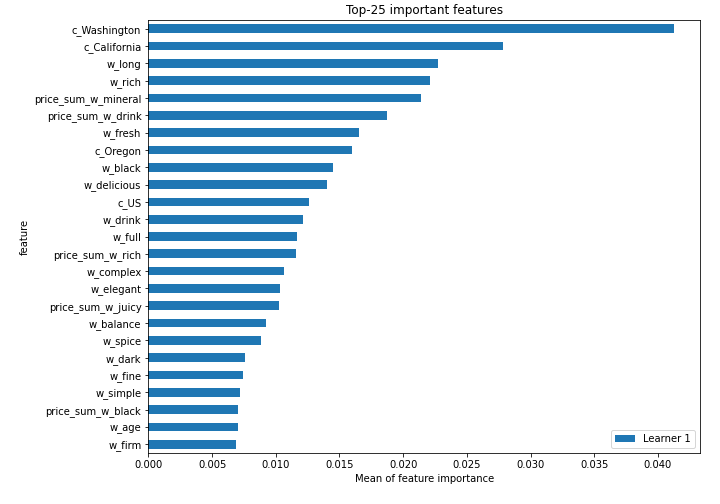 Top-25 important features
c_Washington
c_California
w_long
w_rich
price_sum_w_mineral
price_sum_w_drink
w_fresh
c_Oregon
w_black
w_delicious
c_US
w_drink
w_full
price_sum_w_rich
w_complex
w_elegant
price_sum_w_juicy
w_balance
w_spice
w_dark
w_fine
w_simple
price_sum_w_black
w_age
w_firm
feature
Learner 1
0.000 0.005 0.010 0.015 0.020 0.025 0.030 0.035 0.040
Mean of feature importance